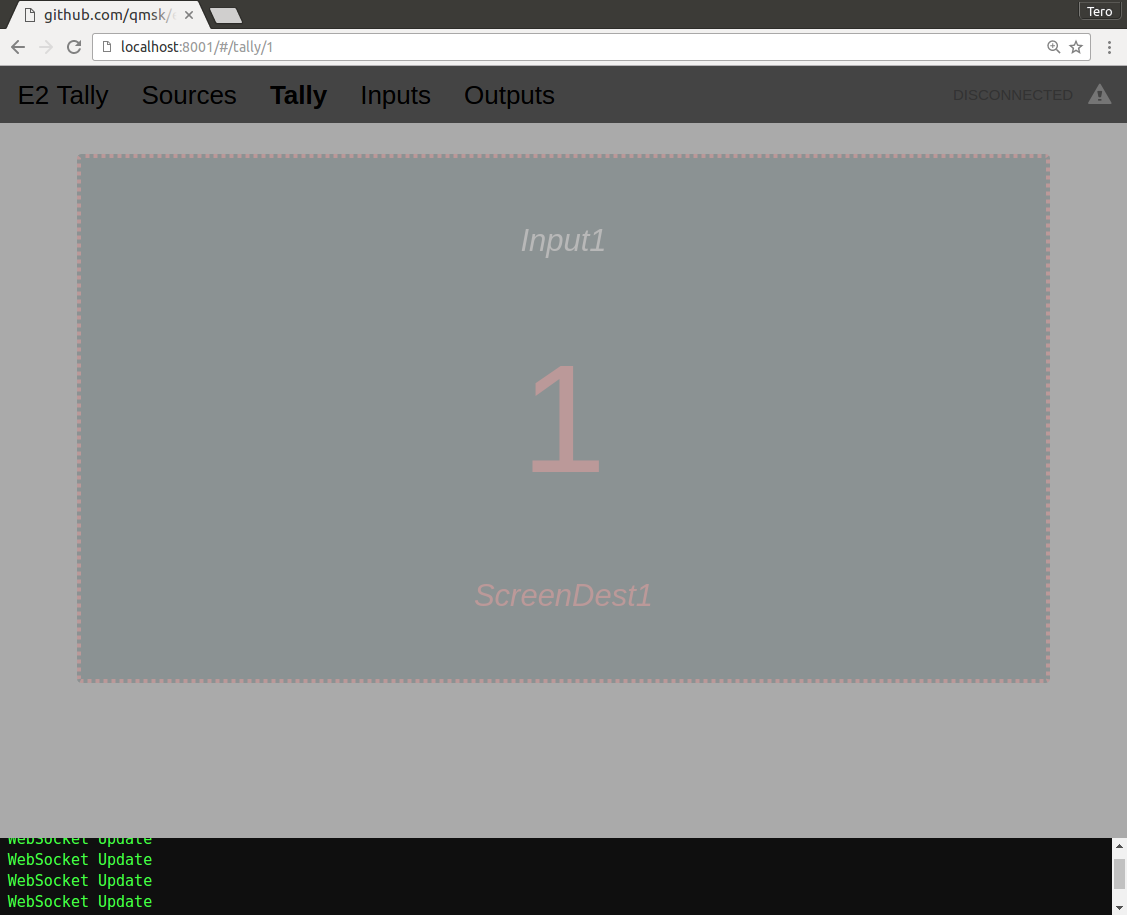 github.com/qmsk/
Tero
localhost:8001/#/tally/1
E2 Tally Sources Tally Inputs Outputs DISCONNECTED
Input1
1
ScreenDest1
WebSocket Update
WebSocket Update
WebSocket Update
WebSocket Update